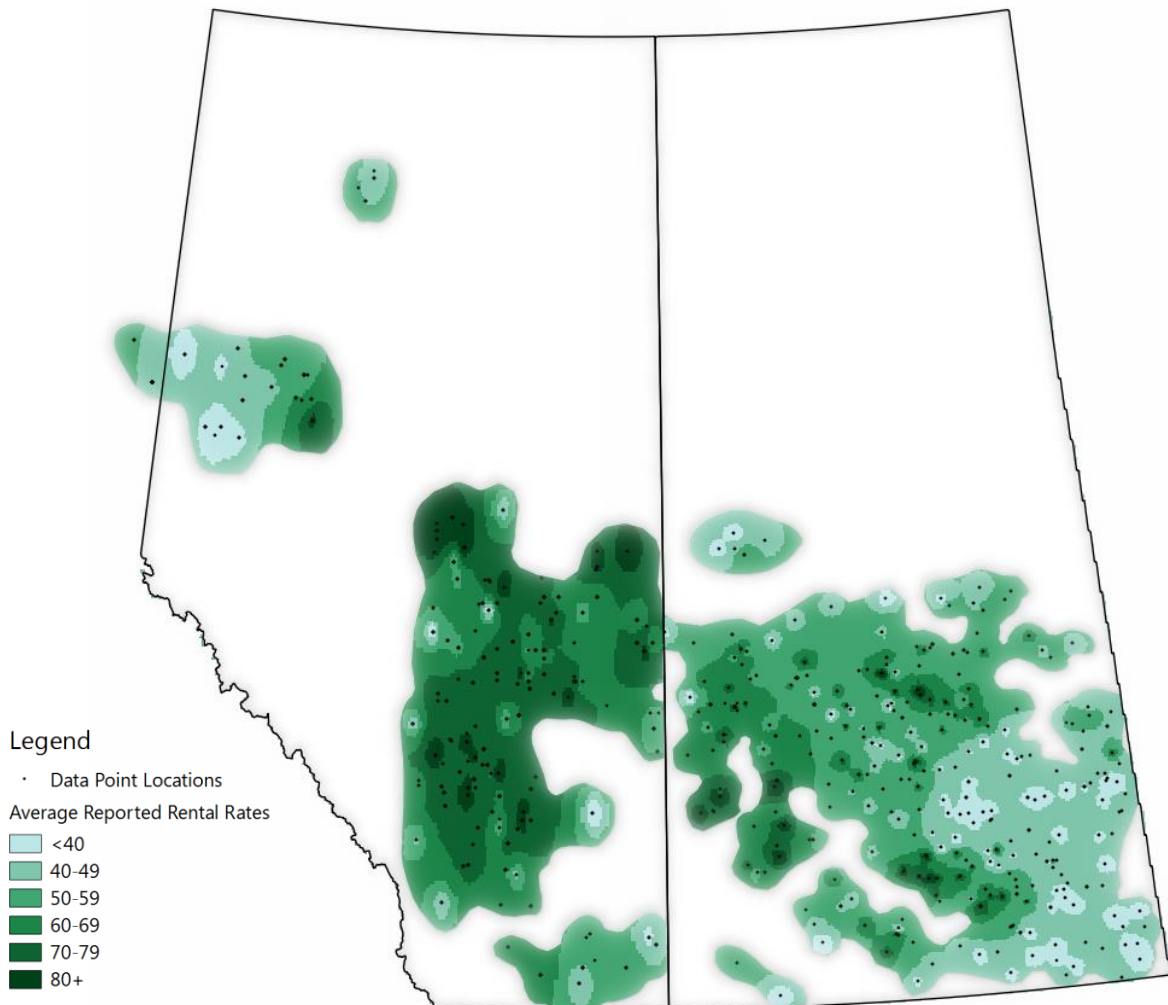 Legend
Data Point Locations
Average Reported Rental Rates
<40
40-49
50-59
60-69
70-79
80+